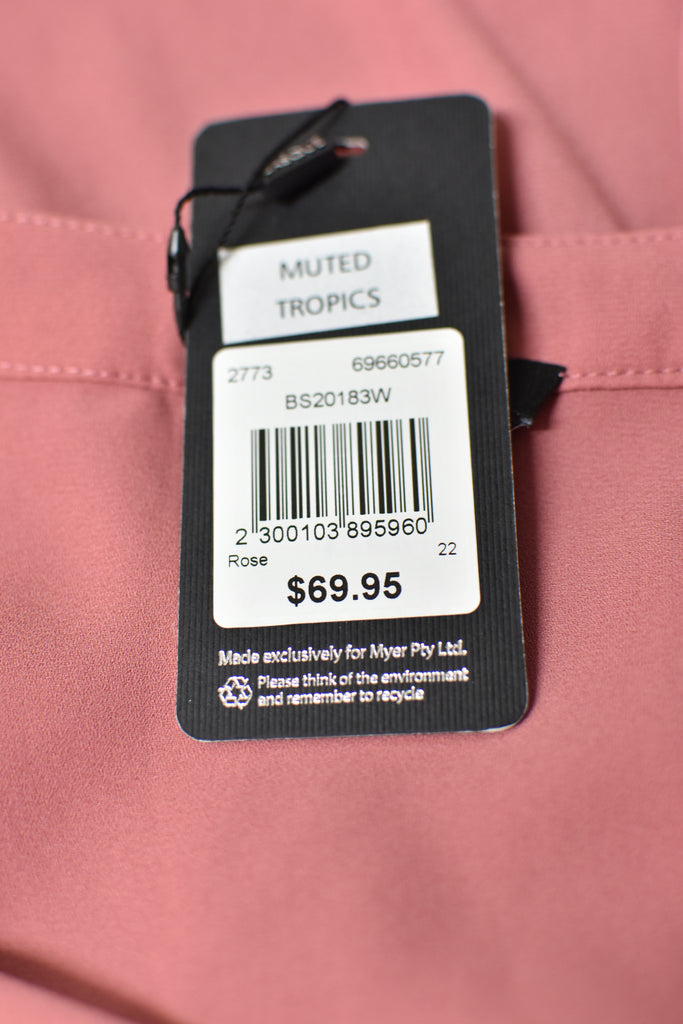 MUTED
TROPICS
2773 69660577
BS20183W
2 300103 895960
Rose 22
$69.95
Made exclusively for Myer Pty Ltd.
Please think of the environment
and remember to recycle